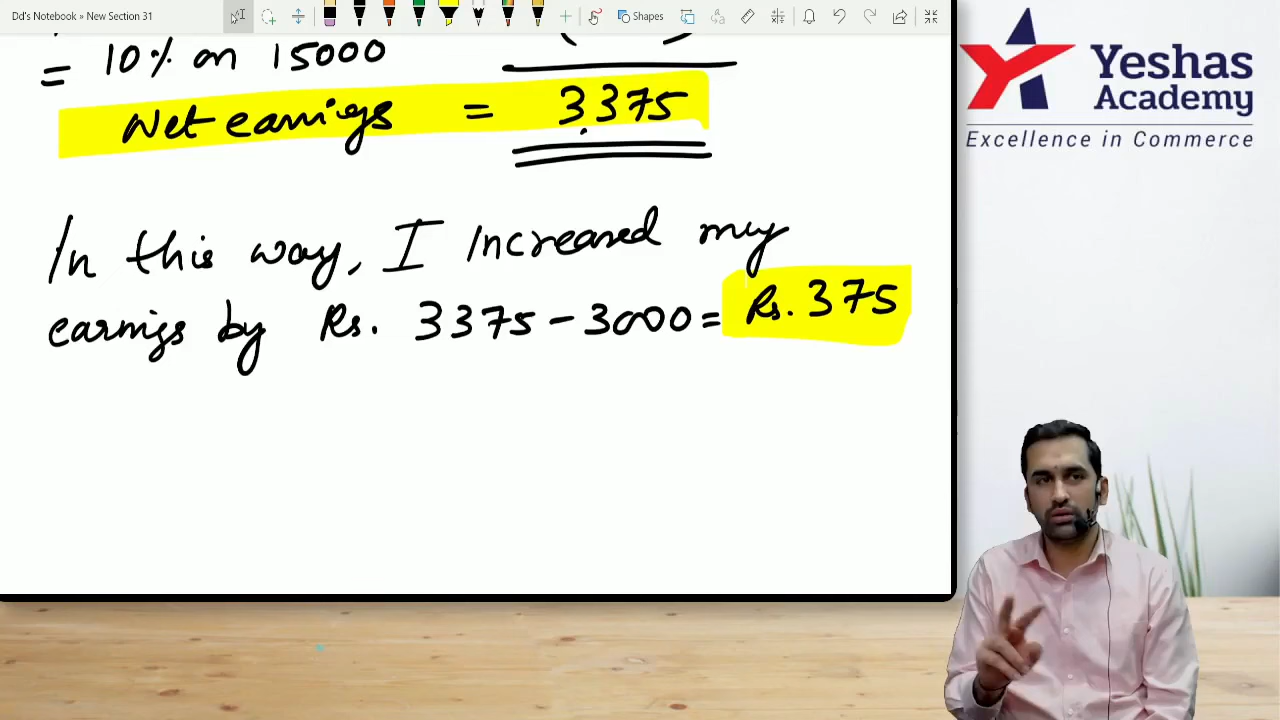 Dd's Notebook » New Section 31
Shapes
= 10% on 15000
Net earnigs = 3375
In this way, I increased my
earnigs by Rs. 3375 - 3000 = Rs. 375
Yeshas
Academy
Excellence in Commerce